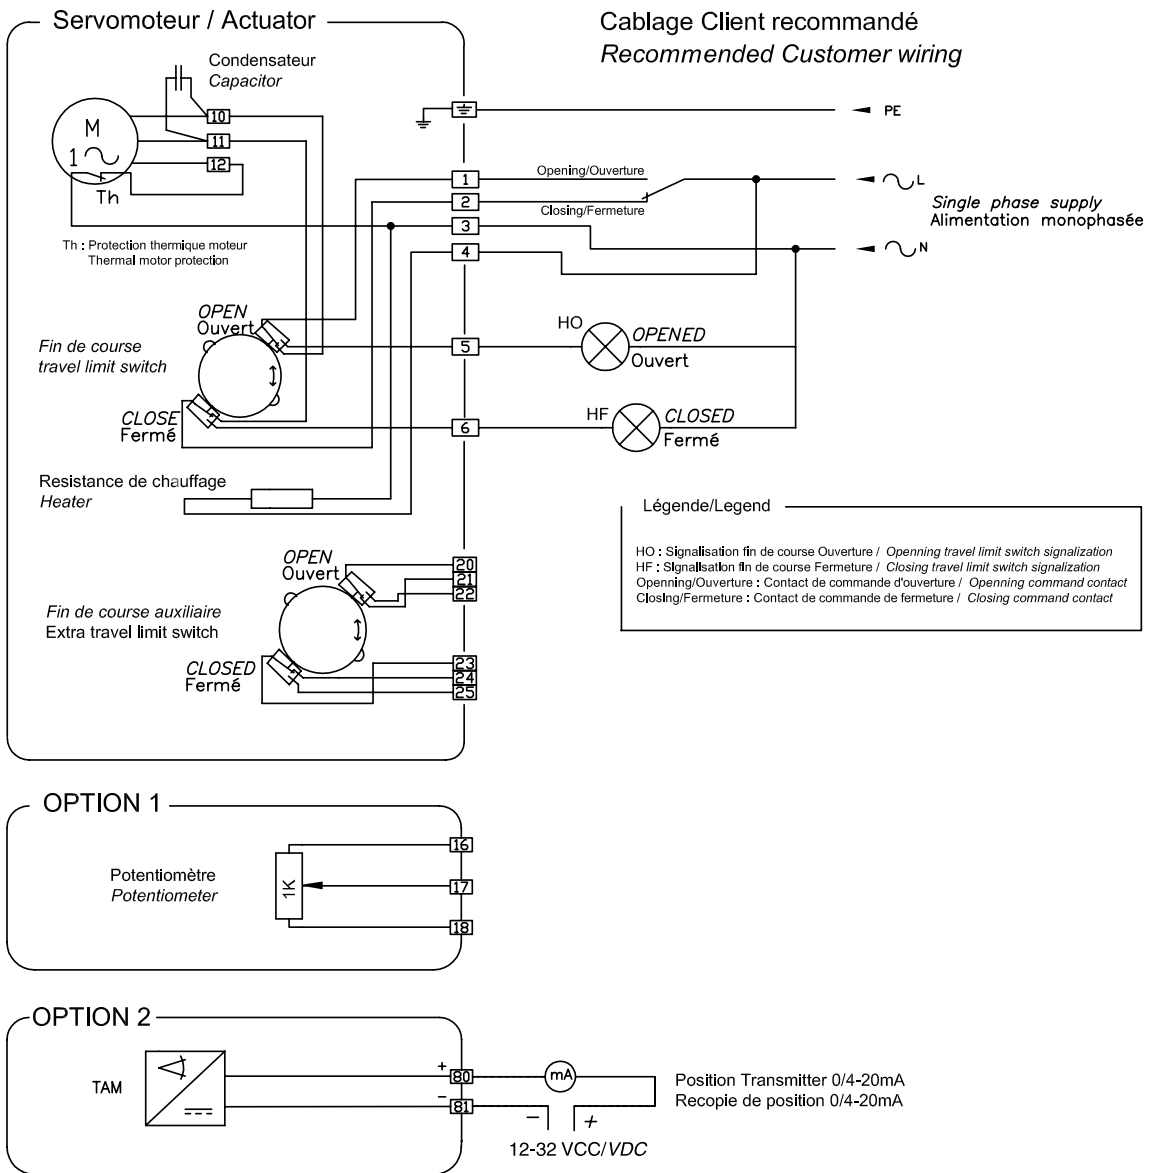 Servomoteur / Actuator
Cablage Client recommandé
Recommended Customer wiring
Condensateur
Capacitor
M
1
10
11
12
Th
Th : Protection thermique moteur
Thermal motor protection
PE
1
Opening/Ouverture
2
Closing/Fermeture
3
4
L
Single phase supply
Alimentation monophasée
N
OPEN
Ouvert
Fin de course
travel limit switch
CLOSE
Fermé
5
HO
OPENED
Ouvert
6
HF
CLOSED
Fermé
Resistance de chauffage
Heater
Légende/Legend
HO : Signalisation fin de course Ouverture / Openning travel limit switch signalization
HF : Signalisation fin de course Fermeture / Closing travel limit switch signalization
Openning/Ouverture : Contact de commande d'ouverture / Openning command contact
Closing/Fermeture : Contact de commande de fermeture / Closing command contact
OPEN
Ouvert
20
21
22
Fin de course auxiliaire
Extra travel limit switch
CLOSED
Fermé
23
24
25
OPTION 1
Potentiomètre
Potentiometer
1K
16
17
18
OPTION 2
TAM
+
80
mA
-
81
- +
12-32 VCC/VDC
Position Transmitter 0/4-20mA
Recopie de position 0/4-20mA